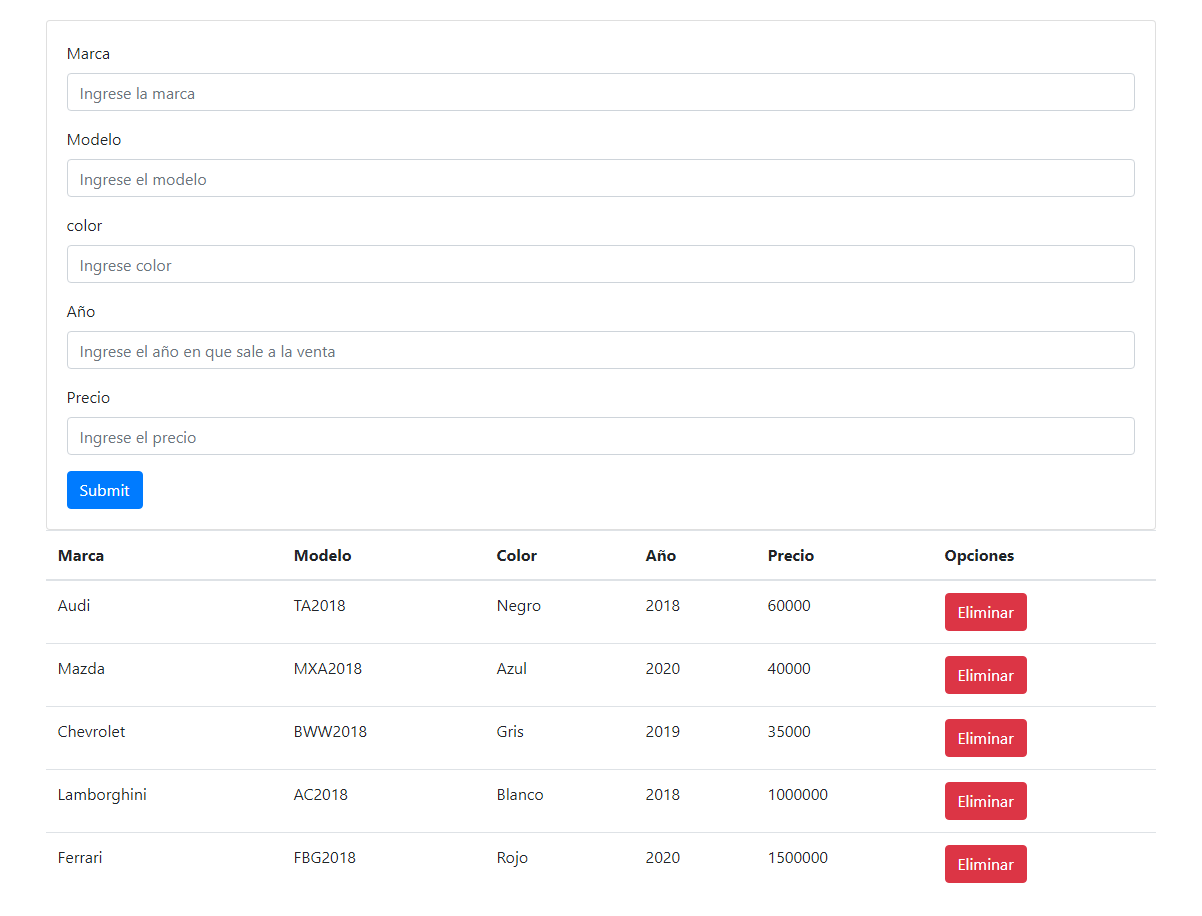 Marca
Ingrese la marca
Modelo
Ingrese el modelo
color
Ingrese color
Año
Ingrese el año en que sale a la venta
Precio
Ingrese el precio
Submit
Marca Modelo Color Año Precio Opciones
Audi TA2018 Negro 2018 60000 Eliminar
Mazda MXA2018 Azul 2020 40000 Eliminar
Chevrolet BWW2018 Gris 2019 35000 Eliminar
Lamborghini AC2018 Blanco 2018 1000000 Eliminar
Ferrari FBG2018 Rojo 2020 1500000 Eliminar